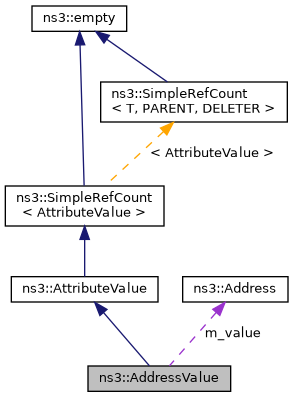 ns3::empty
ns3::SimpleRefCount
< T, PARENT, DELETER >
< AttributeValue >
ns3::SimpleRefCount
< AttributeValue >
ns3::AttributeValue
ns3::Address
m_value
ns3::AddressValue